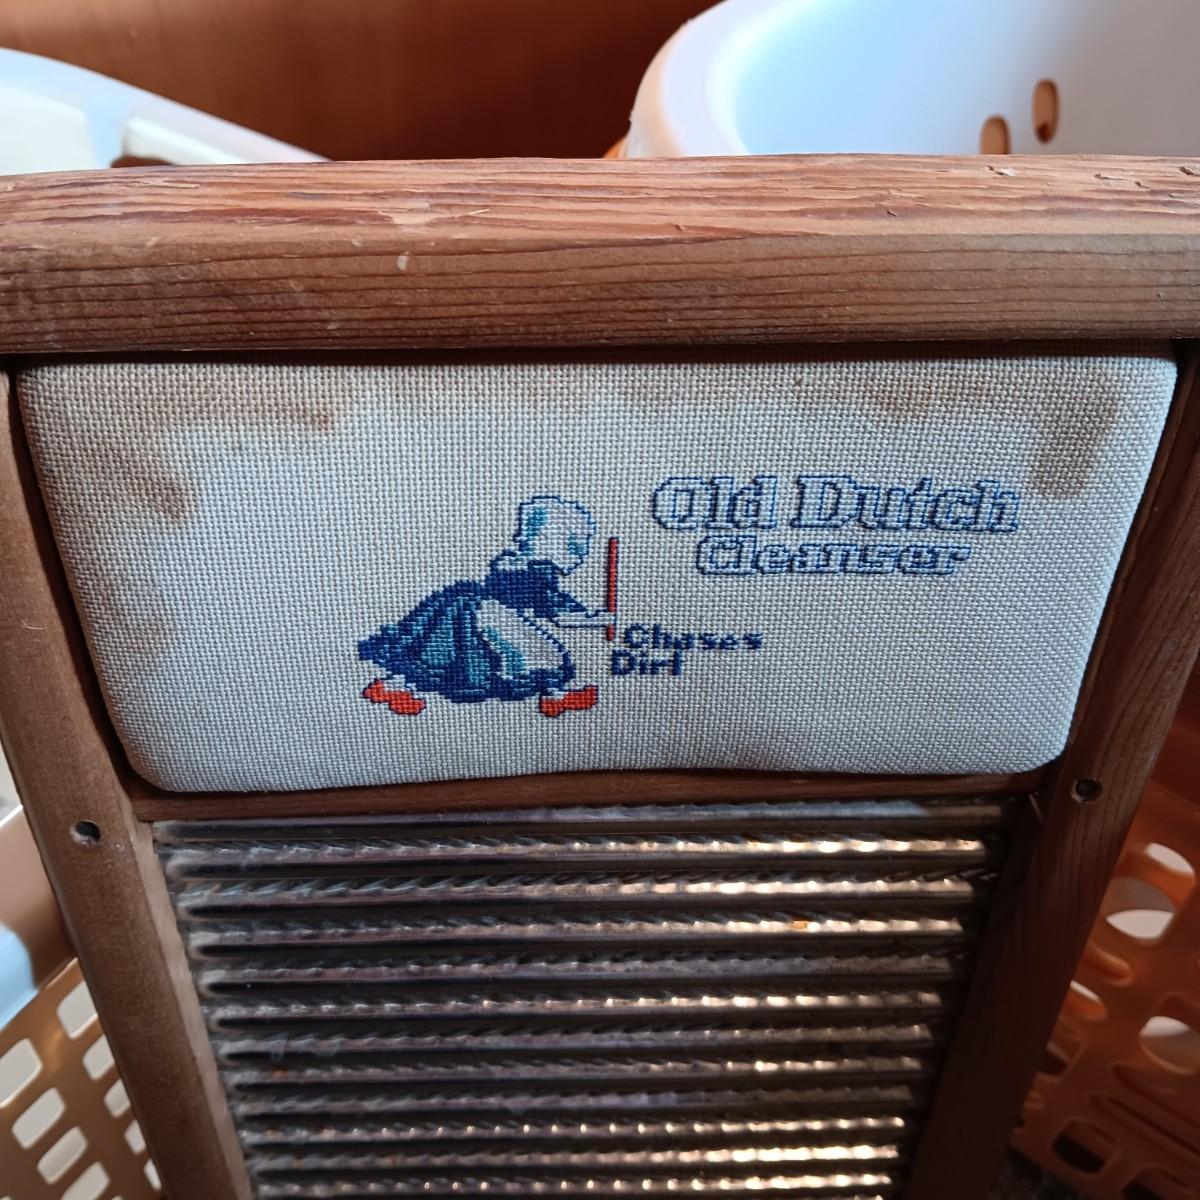 Old Dutch
Cleanser
Chases
Dirt